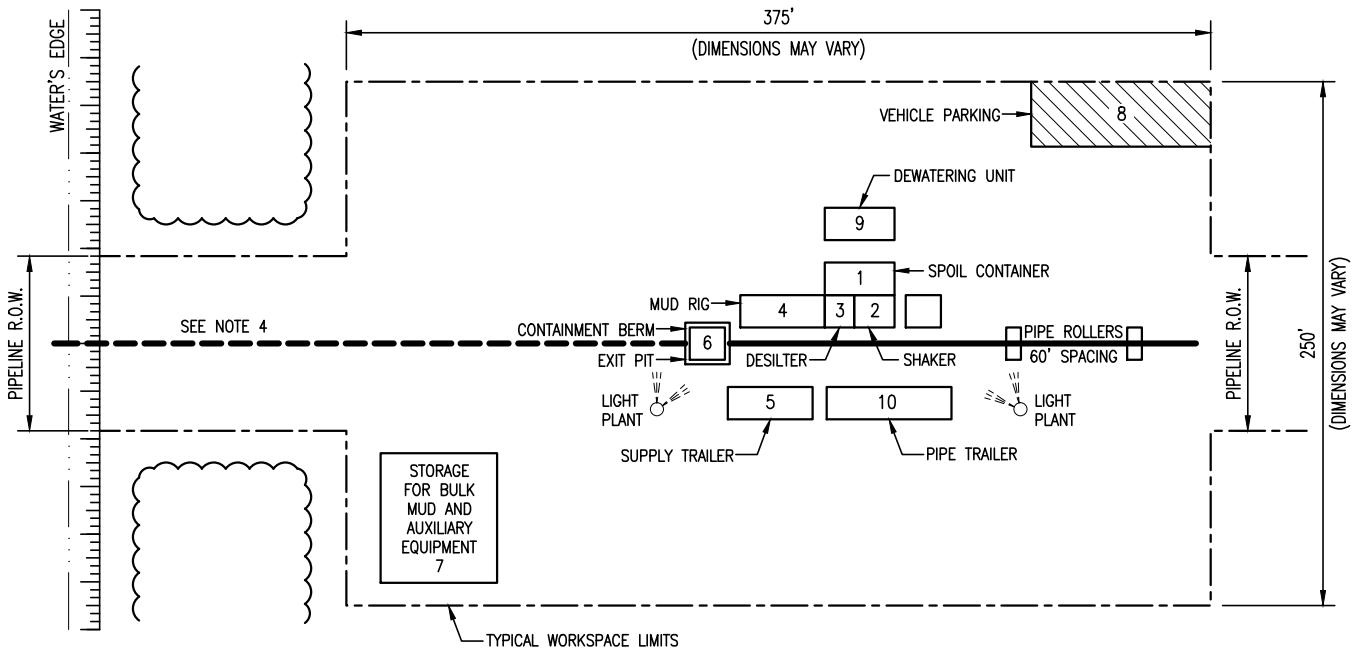 375'
(DIMENSIONS MAY VARY)
WATER'S EDGE
VEHICLE PARKING
8
DEWATERING UNIT
9
1
SPOIL CONTAINER
MUD RIG
4
3
2
PIPELINE R.O.W.
SEE NOTE 4
CONTAINMENT BERM
6
EXIT PIT
DESILTER
SHAKER
PIPE ROLLERS
60' SPACING
PIPELINE R.O.W.
250'
(DIMENSIONS MAY VARY)
LIGHT
PLANT
5
10
LIGHT
PLANT
SUPPLY TRAILER
PIPE TRAILER
STORAGE
FOR BULK
MUD AND
AUXILIARY
EQUIPMENT
7
TYPICAL WORKSPACE LIMITS